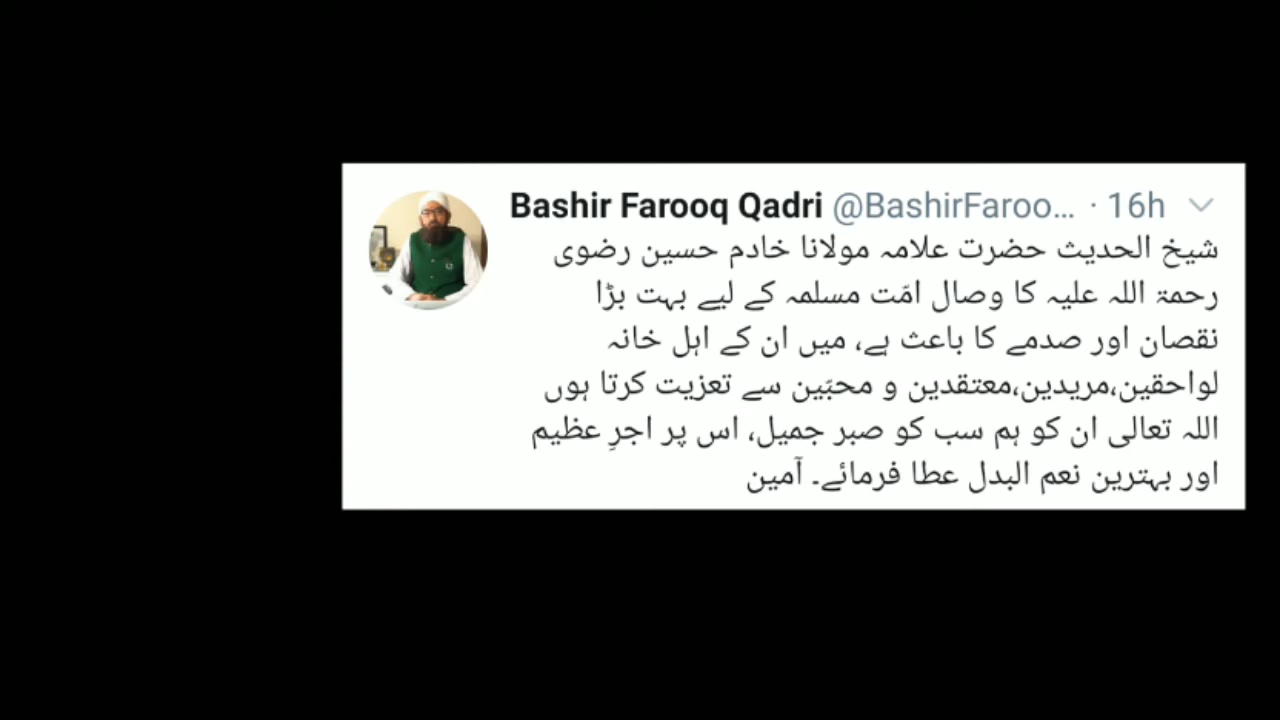 Bashir Farooq Qadri @BashirFaroo... · 16h
شیخ الحدیث حضرت علامہ مولانا خادم حسین رضوی
رحمۃ اللہ علیہ کا وصال امّت مسلمہ کے لیے بہت بڑا
نقصان اور صدمے کا باعث ہے، میں ان کے اہل خانہ
لواحقین،مریدین،معتقدین و محبّین سے تعزیت کرتا ہوں
اللہ تعالی ان کو ہم سب کو صبر جمیل، اس پر اجرِ عظیم
اور بہترین نعم البدل عطا فرمائے۔ آمین